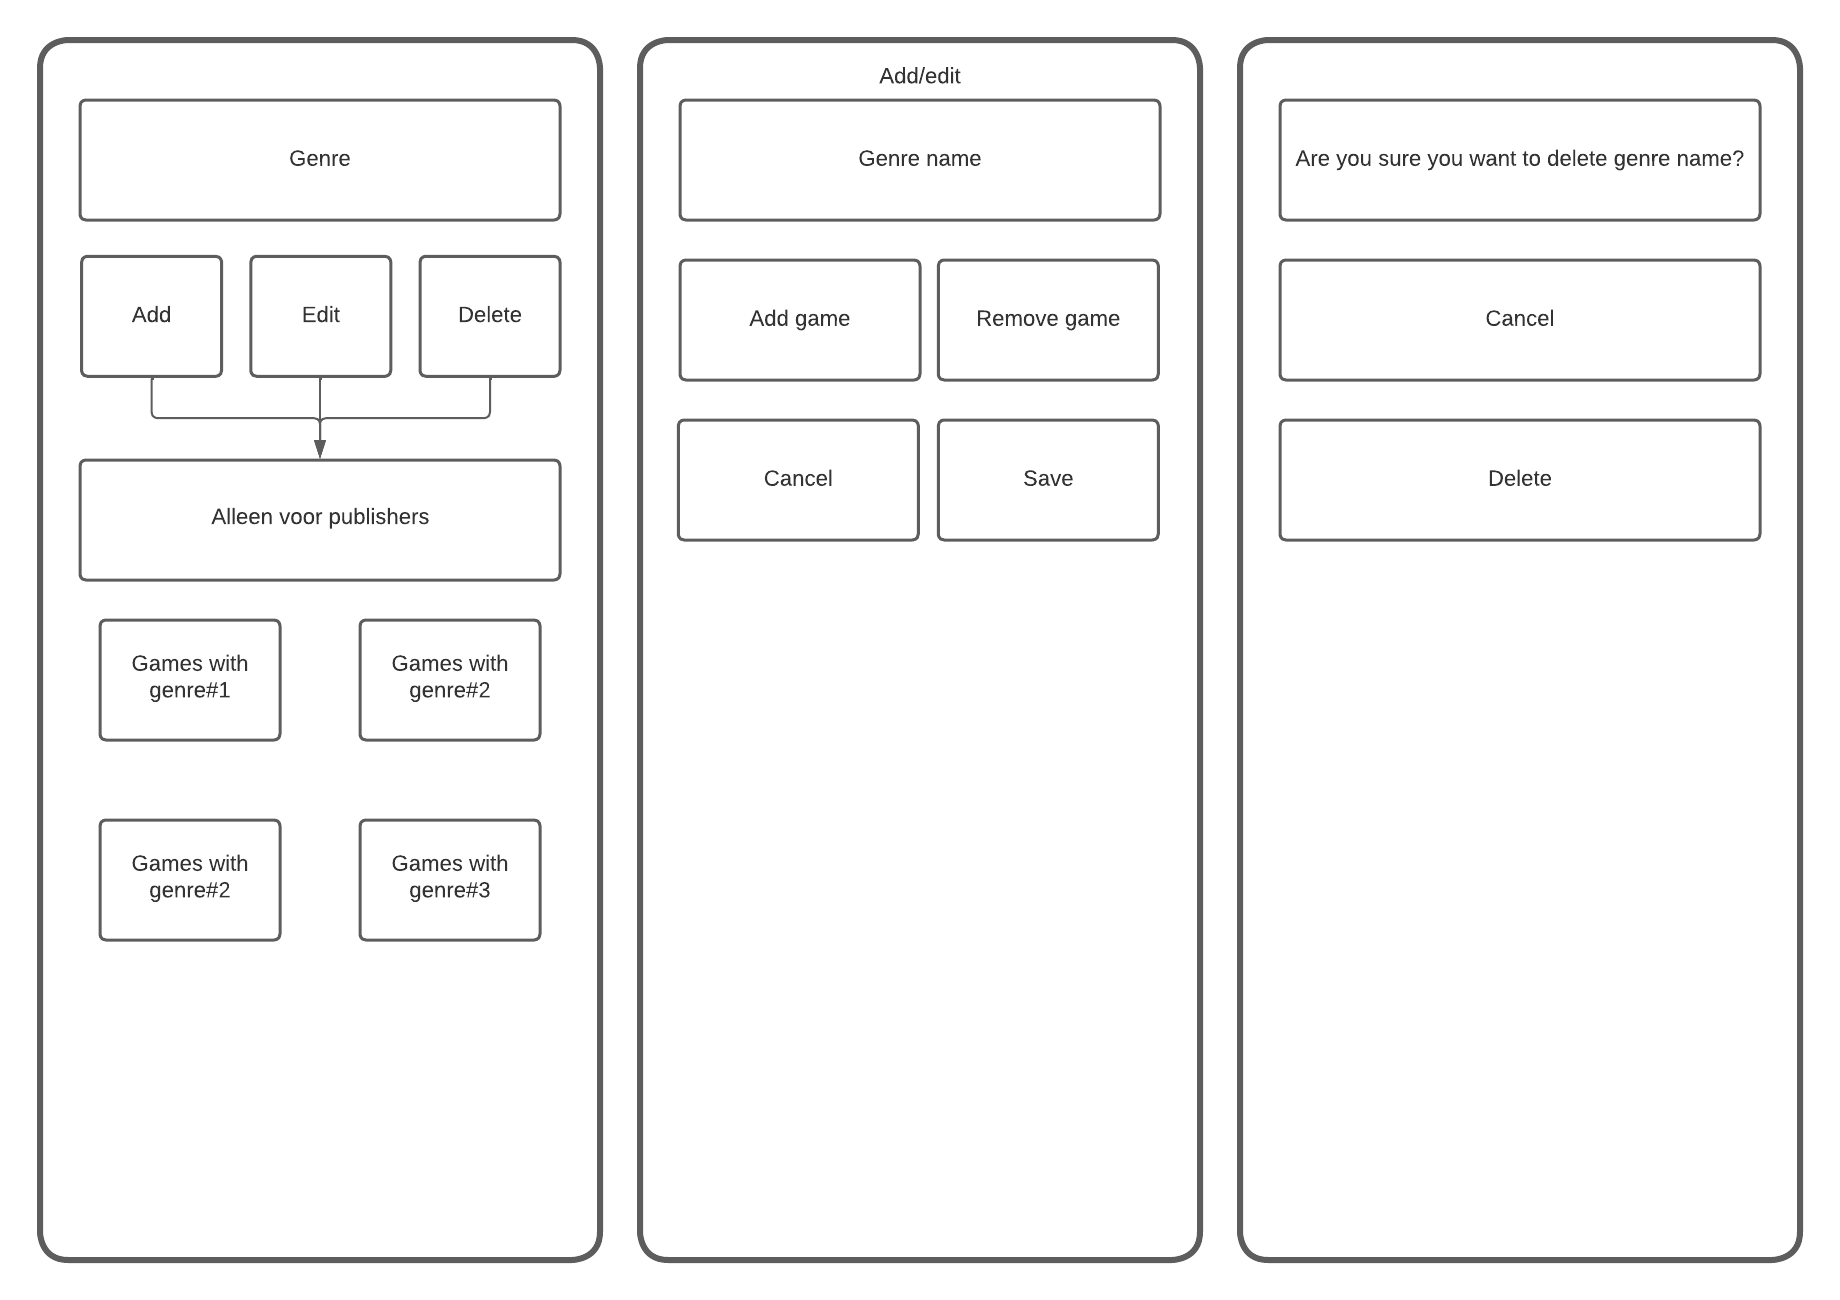 Genre
Add
Edit
Delete
Alleen voor publishers
Games with
genre#1
Games with
genre#2
Games with
genre#2
Games with
genre#3
Add/edit
Genre name
Add game
Remove game
Cancel
Save
Are you sure you want to delete genre name?
Cancel
Delete